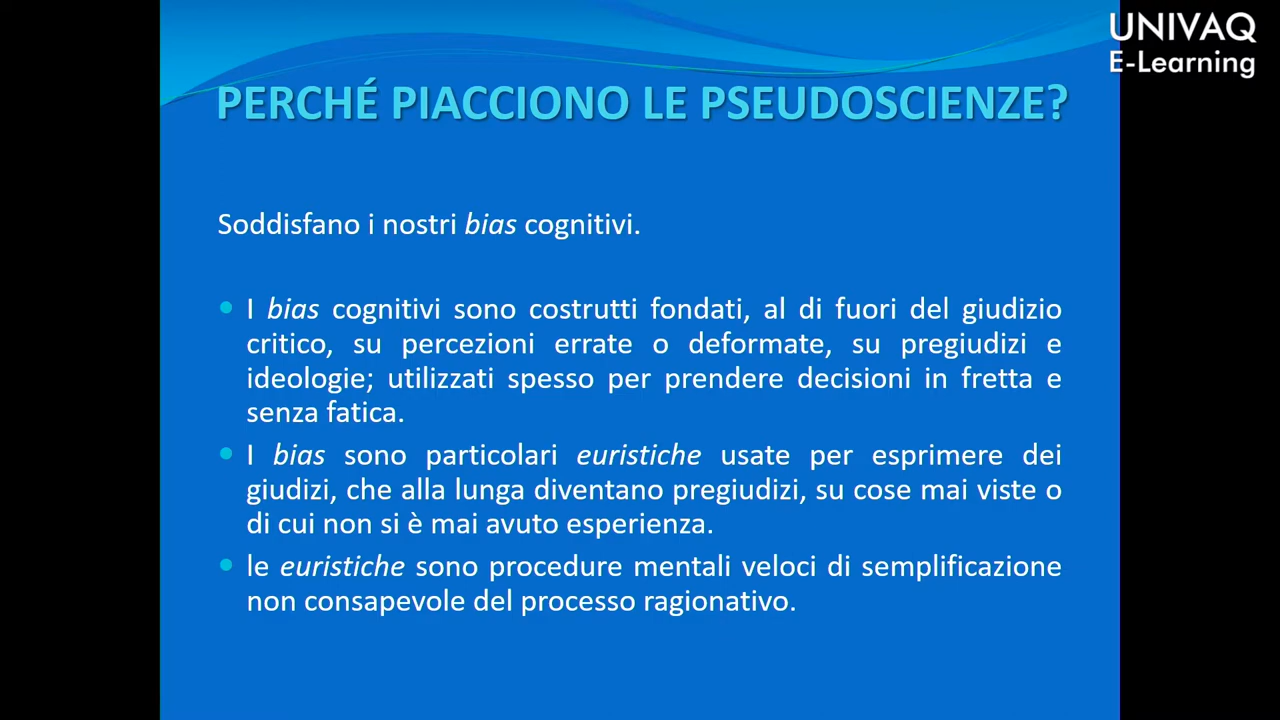 UNIVAQ
E-Learning
PERCHÉ PIACCIONO LE PSEUDOSCIENZE?
Soddisfano i nostri bias cognitivi.
• I bias cognitivi sono costrutti fondati, al di fuori del giudizio
critico, su percezioni errate o deformate, su pregiudizi e
ideologie; utilizzati spesso per prendere decisioni in fretta e
senza fatica.
• I bias sono particolari euristiche usate per esprimere dei
giudizi, che alla lunga diventano pregiudizi, su cose mai viste o
di cui non si è mai avuto esperienza.
• le euristiche sono procedure mentali veloci di semplificazione
non consapevole del processo ragionativo.